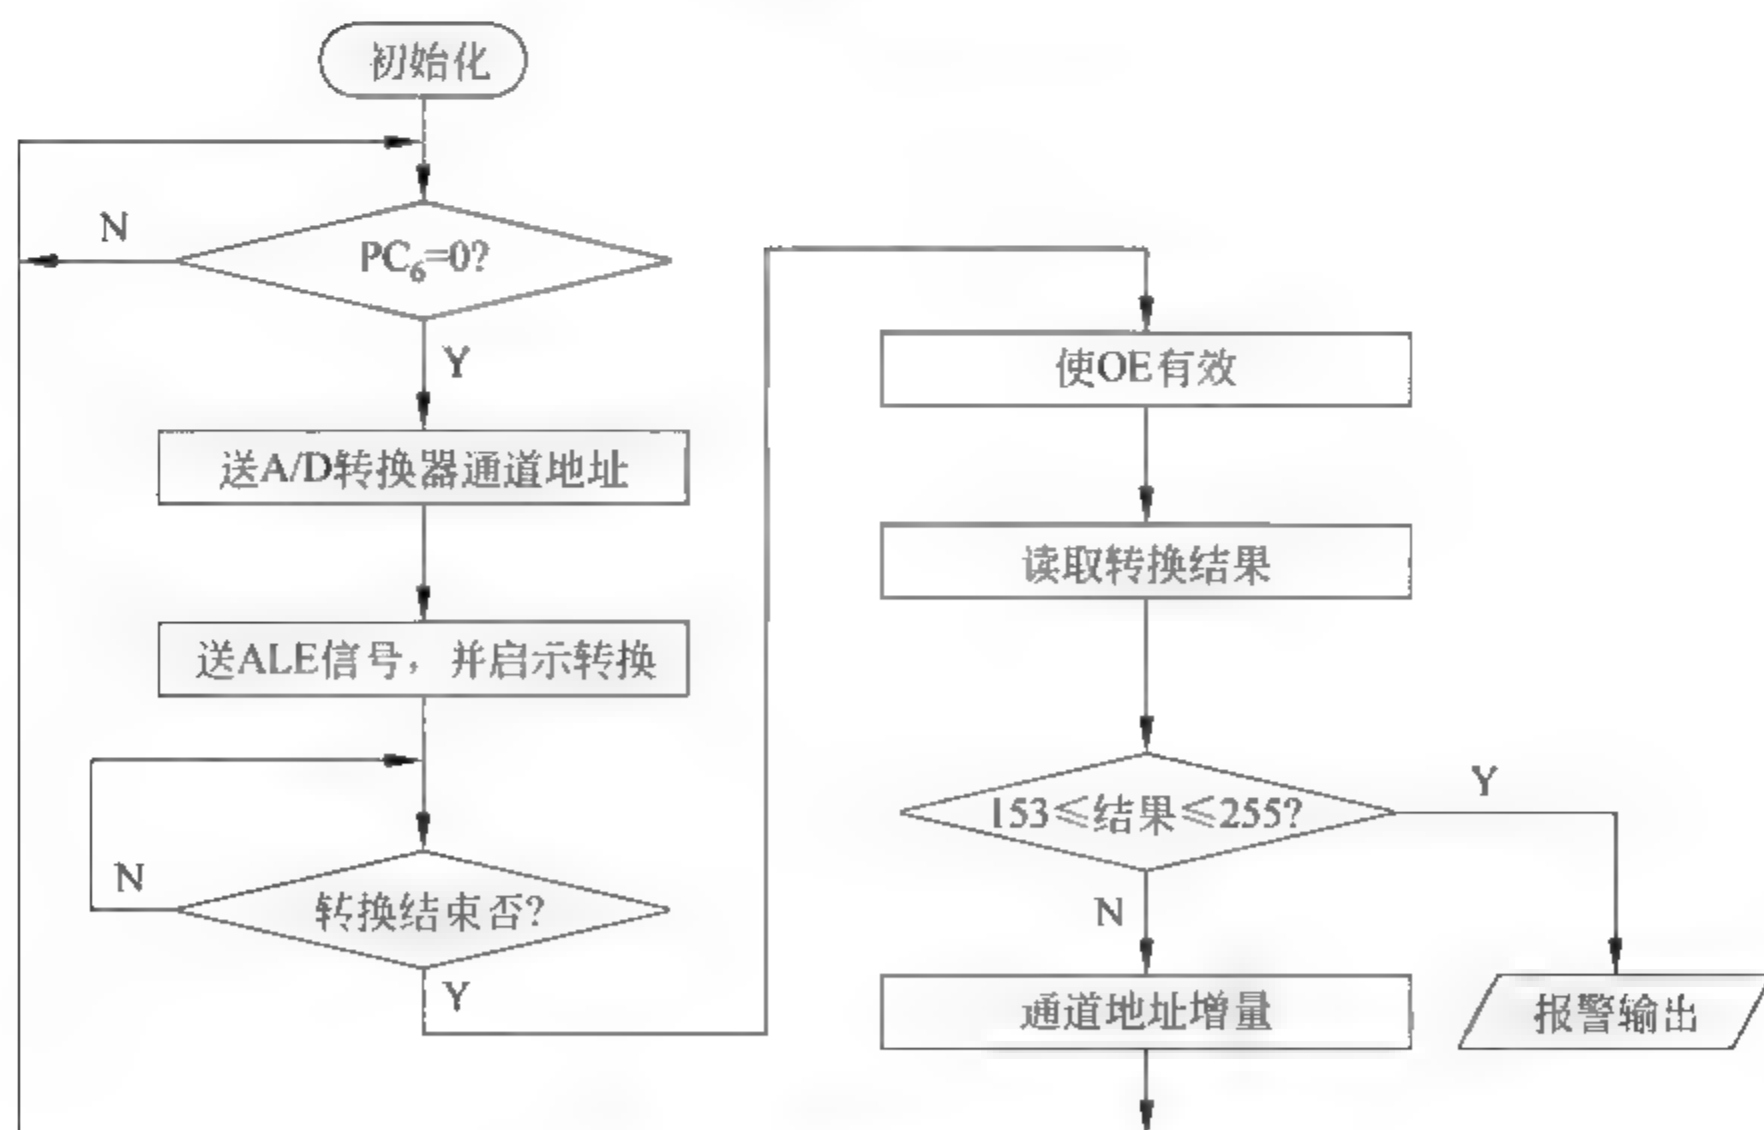 初始化
N
PC₆=0?
Y
送A/D转换器通道地址
送ALE信号，并启示转换
N
转换结束否?
Y
使OE有效
读取转换结果
153≤结果≤255?
Y
N
通道地址增量
报警输出